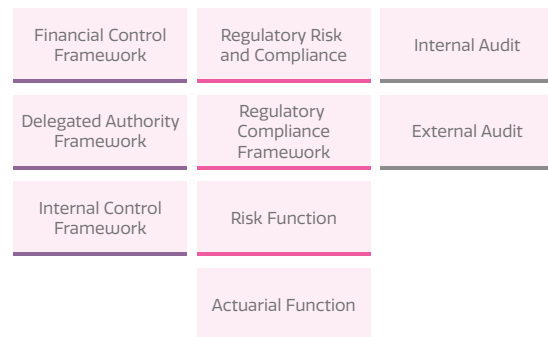 Financial Control
Framework
Regulatory Risk
and Compliance
Internal Audit
Delegated Authority
Framework
Regulatory
Compliance
Framework
External Audit
Internal Control
Framework
Risk Function
Actuarial Function